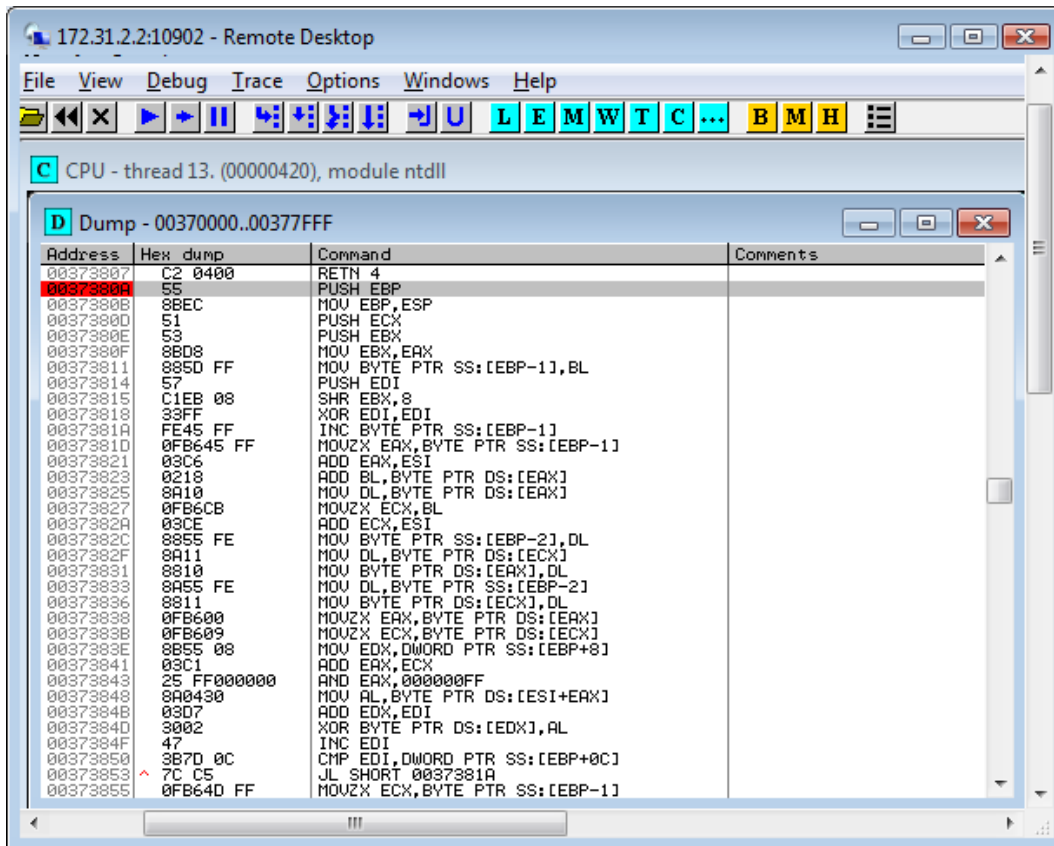 172.31.2.2:10902 - Remote Desktop
File View Debug Trace Options Windows Help
L E M W T C ... B M H
C CPU - thread 13. (00000420), module ntdll
D Dump - 00370000..00377FFF
Address Hex dump Command Comments
00373807 C2 0400 RETN 4
0037380A 55 PUSH EBP
0037380B 8BEC MOV EBP,ESP
0037380D 51 PUSH ECX
0037380E 53 PUSH EBX
0037380F 8BD8 MOV EBX,EAX
00373811 885D FF MOV BYTE PTR SS:[EBP-1],BL
00373814 57 PUSH EDI
00373815 C1EB 08 SHR EBX,8
00373818 33FF XOR EDI,EDI
0037381A FE45 FF INC BYTE PTR SS:[EBP-1]
0037381D 0FB645 FF MOVZX EAX,BYTE PTR SS:[EBP-1]
00373821 03C6 ADD EAX,ESI
00373823 0218 ADD BL,BYTE PTR DS:[EAX]
00373825 8A10 MOV DL,BYTE PTR DS:[EAX]
00373827 0FB6CB MOVZX ECX,BL
0037382A 03CE ADD ECX,ESI
0037382C 8855 FE MOV BYTE PTR SS:[EBP-2],DL
0037382F 8A11 MOV DL,BYTE PTR DS:[ECX]
00373831 8810 MOV BYTE PTR DS:[EAX],DL
00373833 8A55 FE MOV DL,BYTE PTR SS:[EBP-2]
00373836 8811 MOV BYTE PTR DS:[ECX],DL
00373838 0FB600 MOVZX EAX,BYTE PTR DS:[EAX]
0037383B 0FB609 MOVZX ECX,BYTE PTR DS:[ECX]
0037383E 8B55 08 MOV EDX,DWORD PTR SS:[EBP+8]
00373841 03C1 ADD EAX,ECX
00373843 25 FF000000 AND EAX,000000FF
00373848 8A0430 MOV AL,BYTE PTR DS:[ESI+EAX]
0037384B 03D7 ADD EDX,EDI
0037384D 3002 XOR BYTE PTR DS:[EDX],AL
0037384F 47 INC EDI
00373850 3B7D 0C CMP EDI,DWORD PTR SS:[EBP+0C]
00373853 ^ 7C C5 JL SHORT 0037381A
00373855 0FB64D FF MOVZX ECX,BYTE PTR SS:[EBP-1]